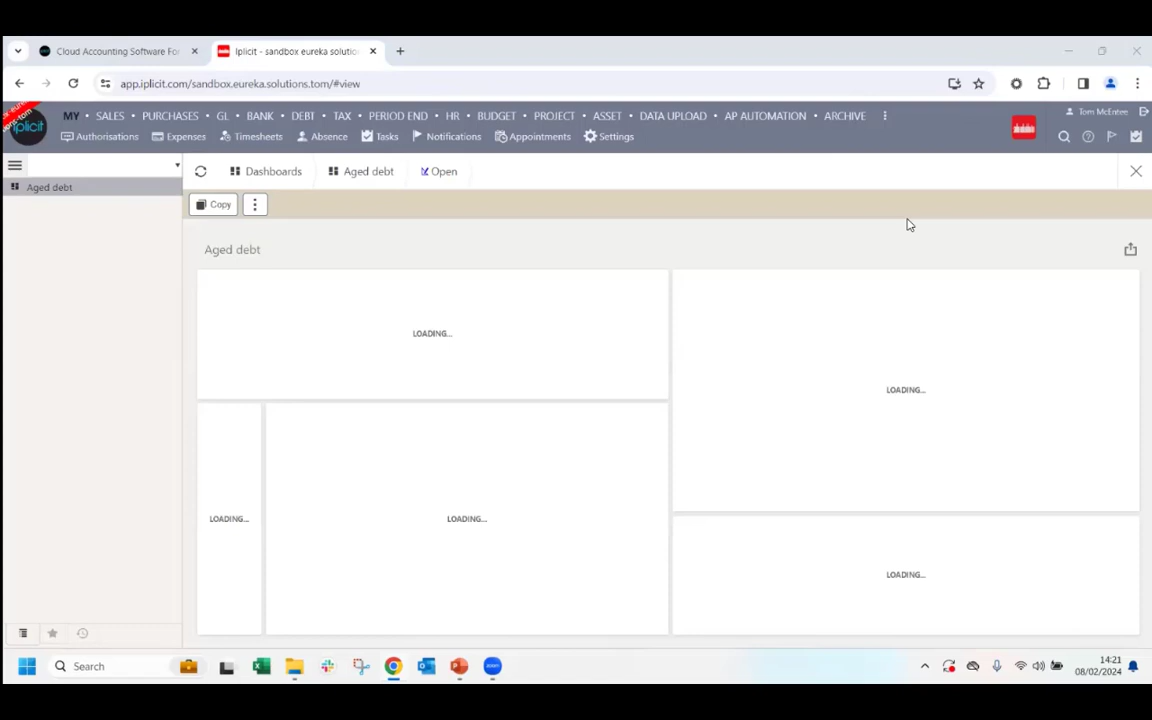 Cloud Accounting Software For
Iplicit - sandbox eureka solutio
app.iplicit.com/sandbox.eureka.solutions.tom/#view
MY • SALES • PURCHASES • GL • BANK • DEBT • TAX • PERIOD END • HR • BUDGET • PROJECT • ASSET • DATA UPLOAD • AP AUTOMATION • ARCHIVE
Tom McEntee
iplicit
Authorisations Expenses Timesheets Absence Tasks Notifications Appointments Settings
Dashboards Aged debt Open
Aged debt
Copy
Aged debt
LOADING...
LOADING...
LOADING...
LOADING...
LOADING...
Search
14:21
08/02/2024